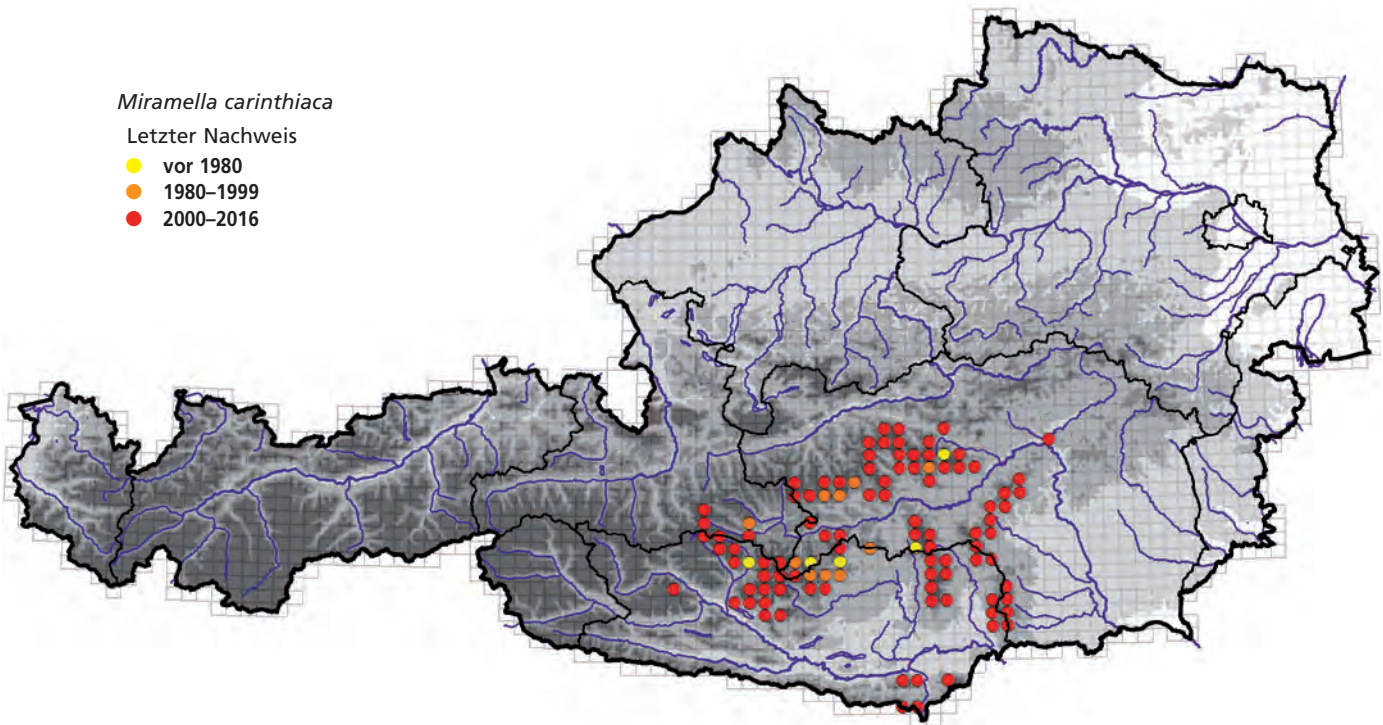 Miramella carinthiaca
Letzter Nachweis
vor 1980
1980–1999
2000–2016